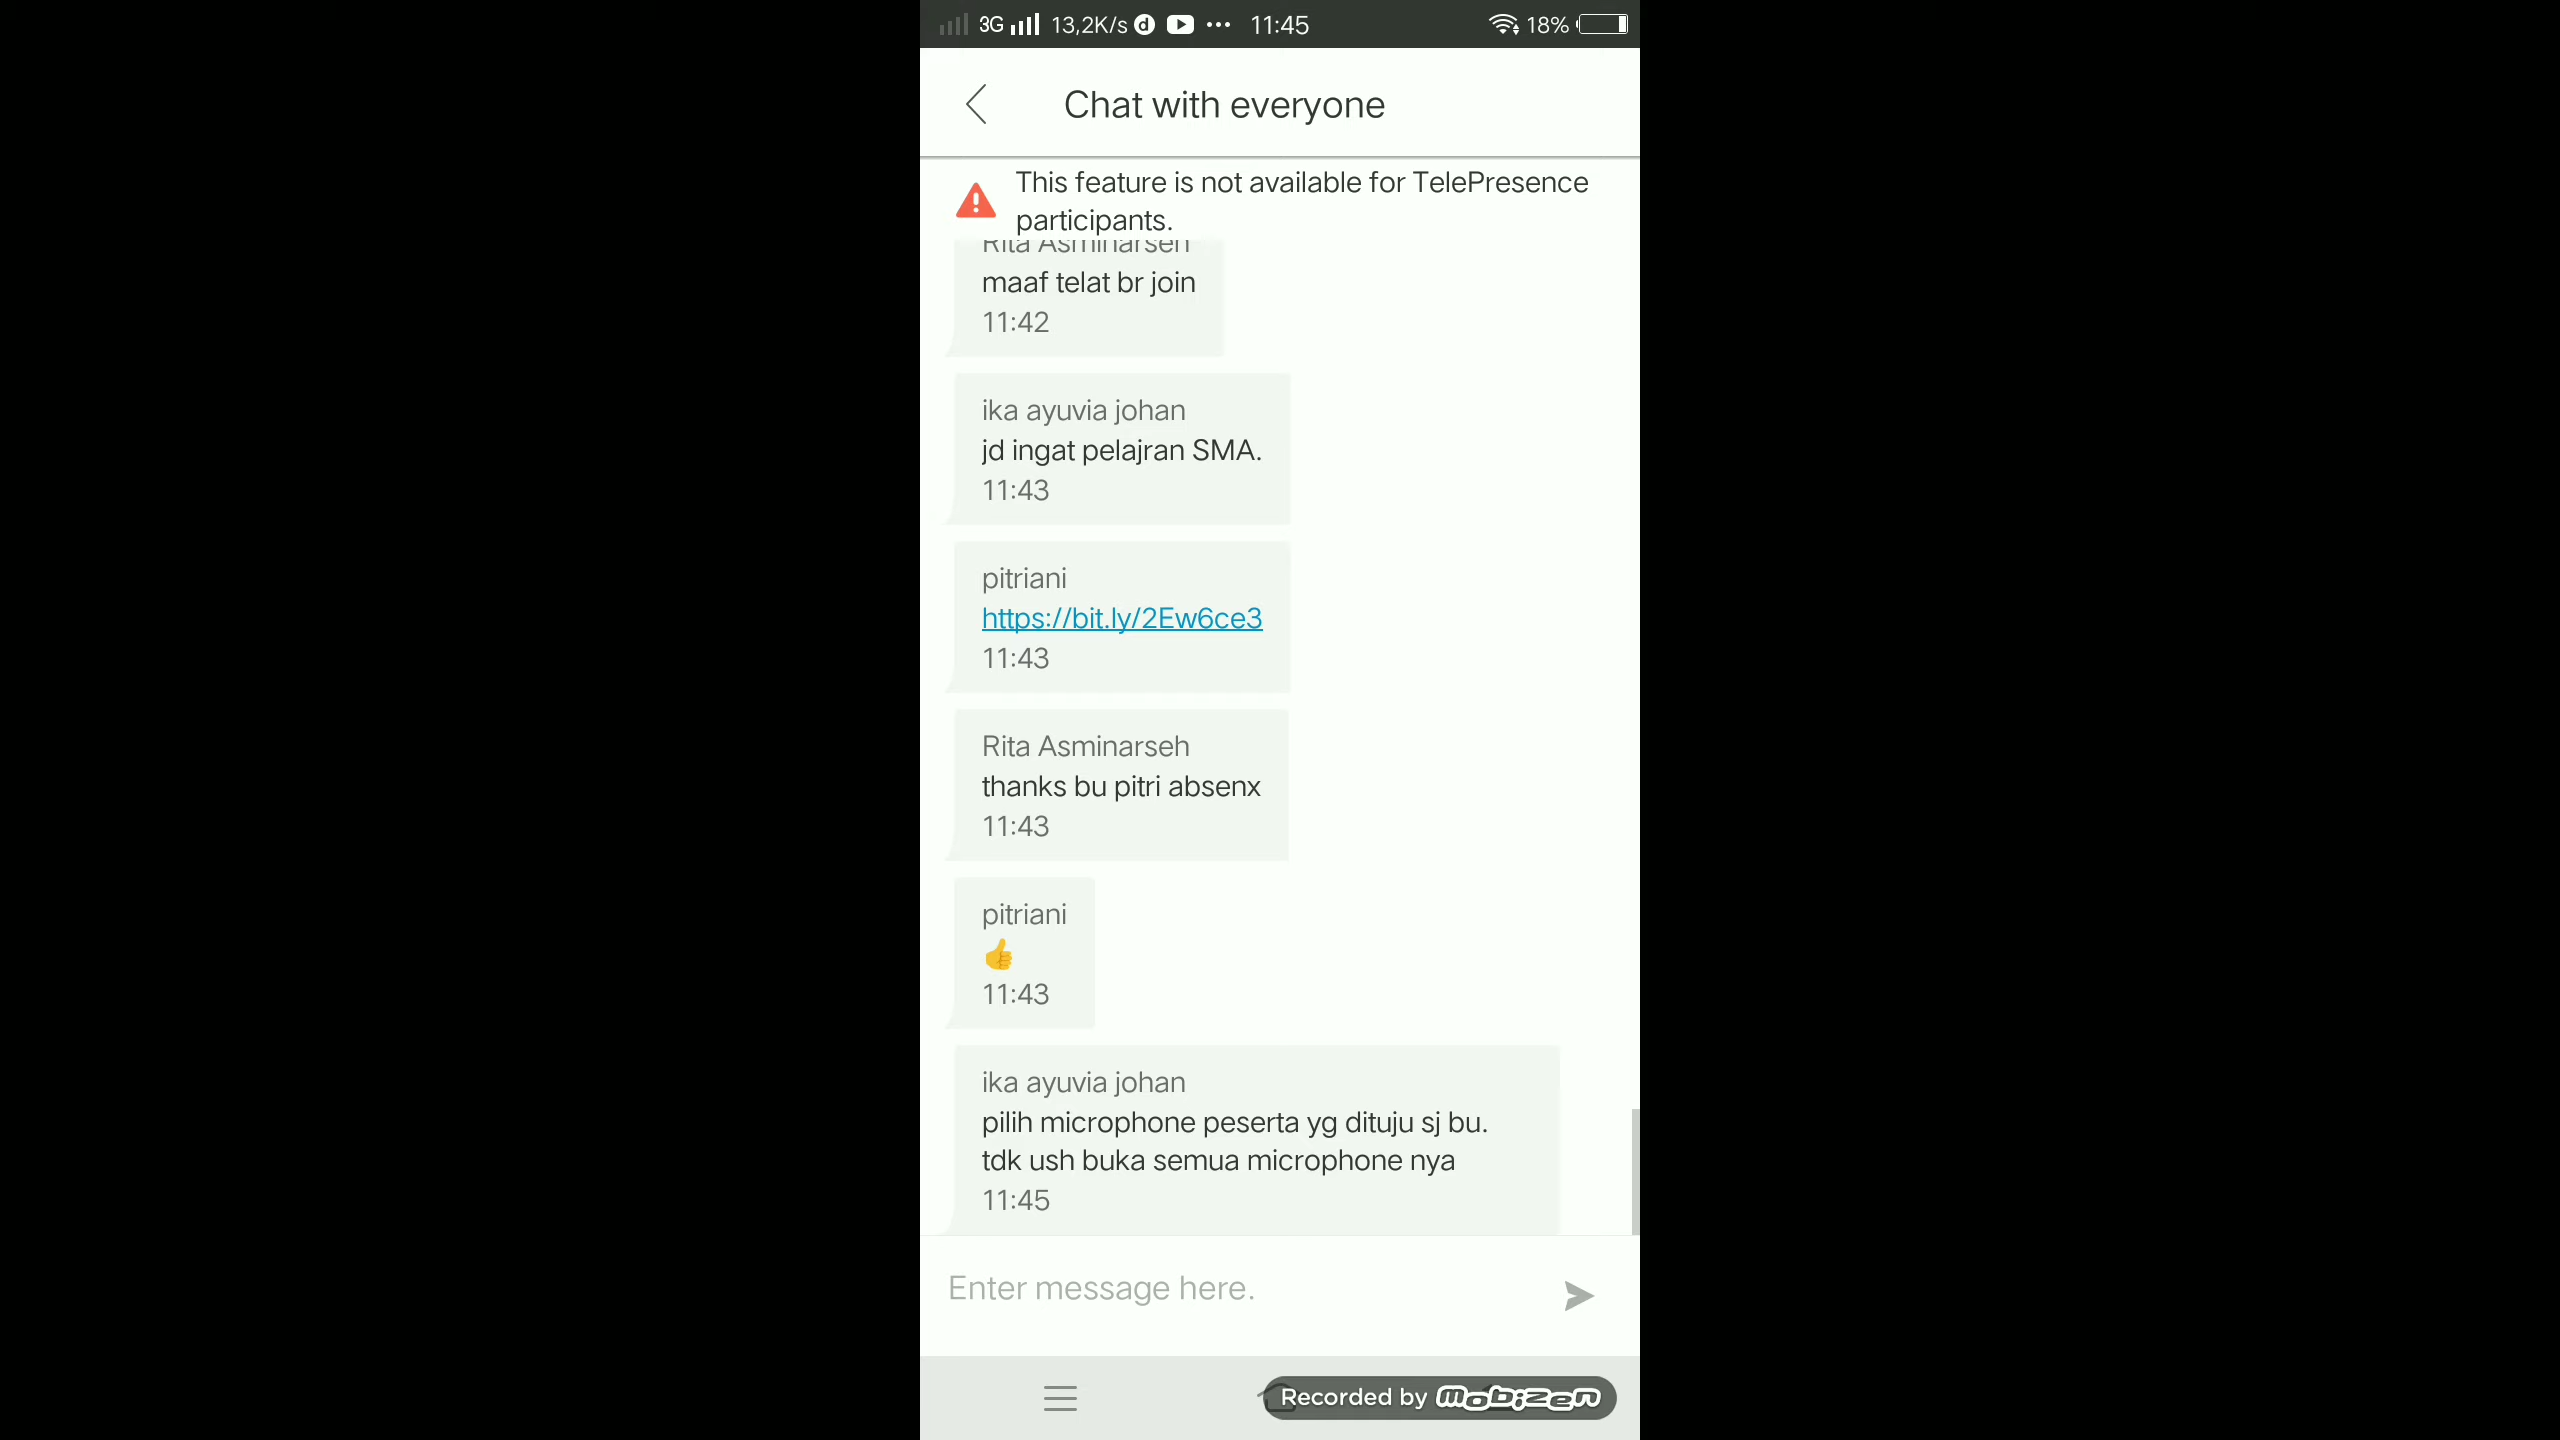 3G 13,2K/s 11:45 18%
Chat with everyone
This feature is not available for TelePresence
participants.
Rita Asminarseh
maaf telat br join
11:42
ika ayuvia johan
jd ingat pelajran SMA.
11:43
pitriani
https://bit.ly/2Ew6ce3
11:43
Rita Asminarseh
thanks bu pitri absenx
11:43
pitriani
👍
11:43
ika ayuvia johan
pilih microphone peserta yg dituju sj bu.
tdk ush buka semua microphone nya
11:45
Enter message here.
Recorded by mobizen